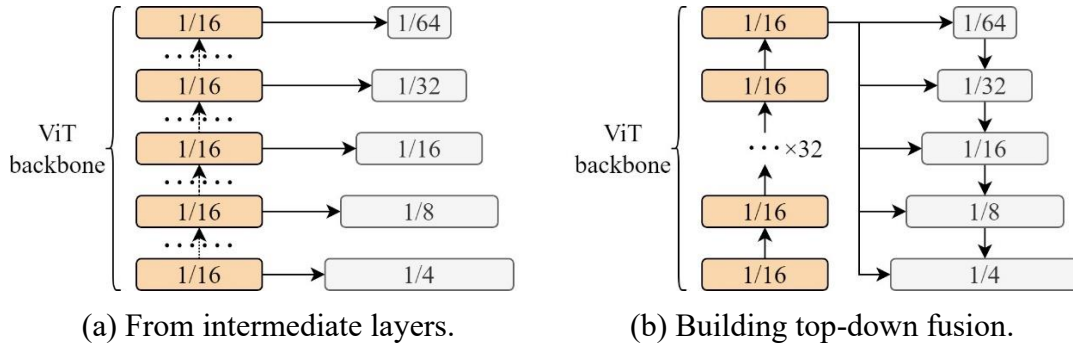 1/16 1/64
······
1/16 1/32
······
ViT
backbone
1/16 1/16
······
1/16 1/8
······
1/16 1/4
(a) From intermediate layers.
1/16 1/64
1/16 1/32
ViT
backbone
···×32 1/16
1/16 1/8
1/16 1/4
(b) Building top-down fusion.